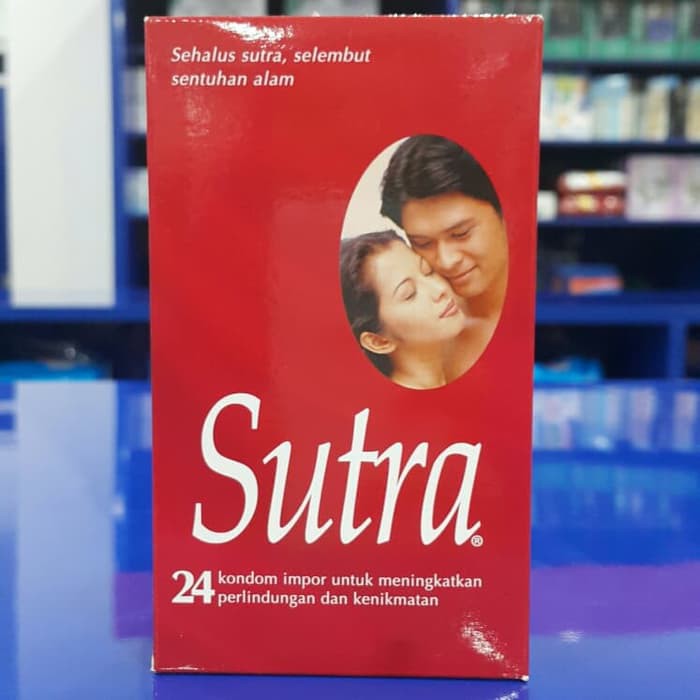 Sehalus sutra, selembut
sentuhan alam
Sutra®
24 kondom impor untuk meningkatkan
perlindungan dan kenikmatan